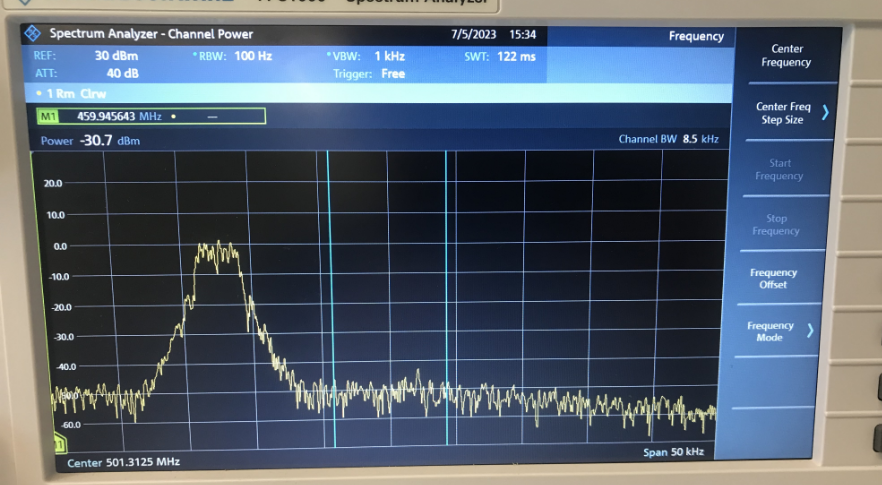 Spectrum Analyzer
Spectrum Analyzer - Channel Power 7/5/2023 15:34 Frequency
REF: 30 dBm *RBW: 100 Hz *VBW: 1 kHz SWT: 122 ms
ATT: 40 dB Trigger: Free
• 1 Rm Clrw
M1 459.945643 MHz • —
Power -30.7 dBm Channel BW 8.5 kHz
20.0
10.0
0.0
-10.0
-20.0
-30.0
-40.0
-60.0
1
Center 501.3125 MHz Span 50 kHz
Center
Frequency
Center Freq
Step Size
Start
Frequency
Stop
Frequency
Frequency
Offset
Frequency
Mode